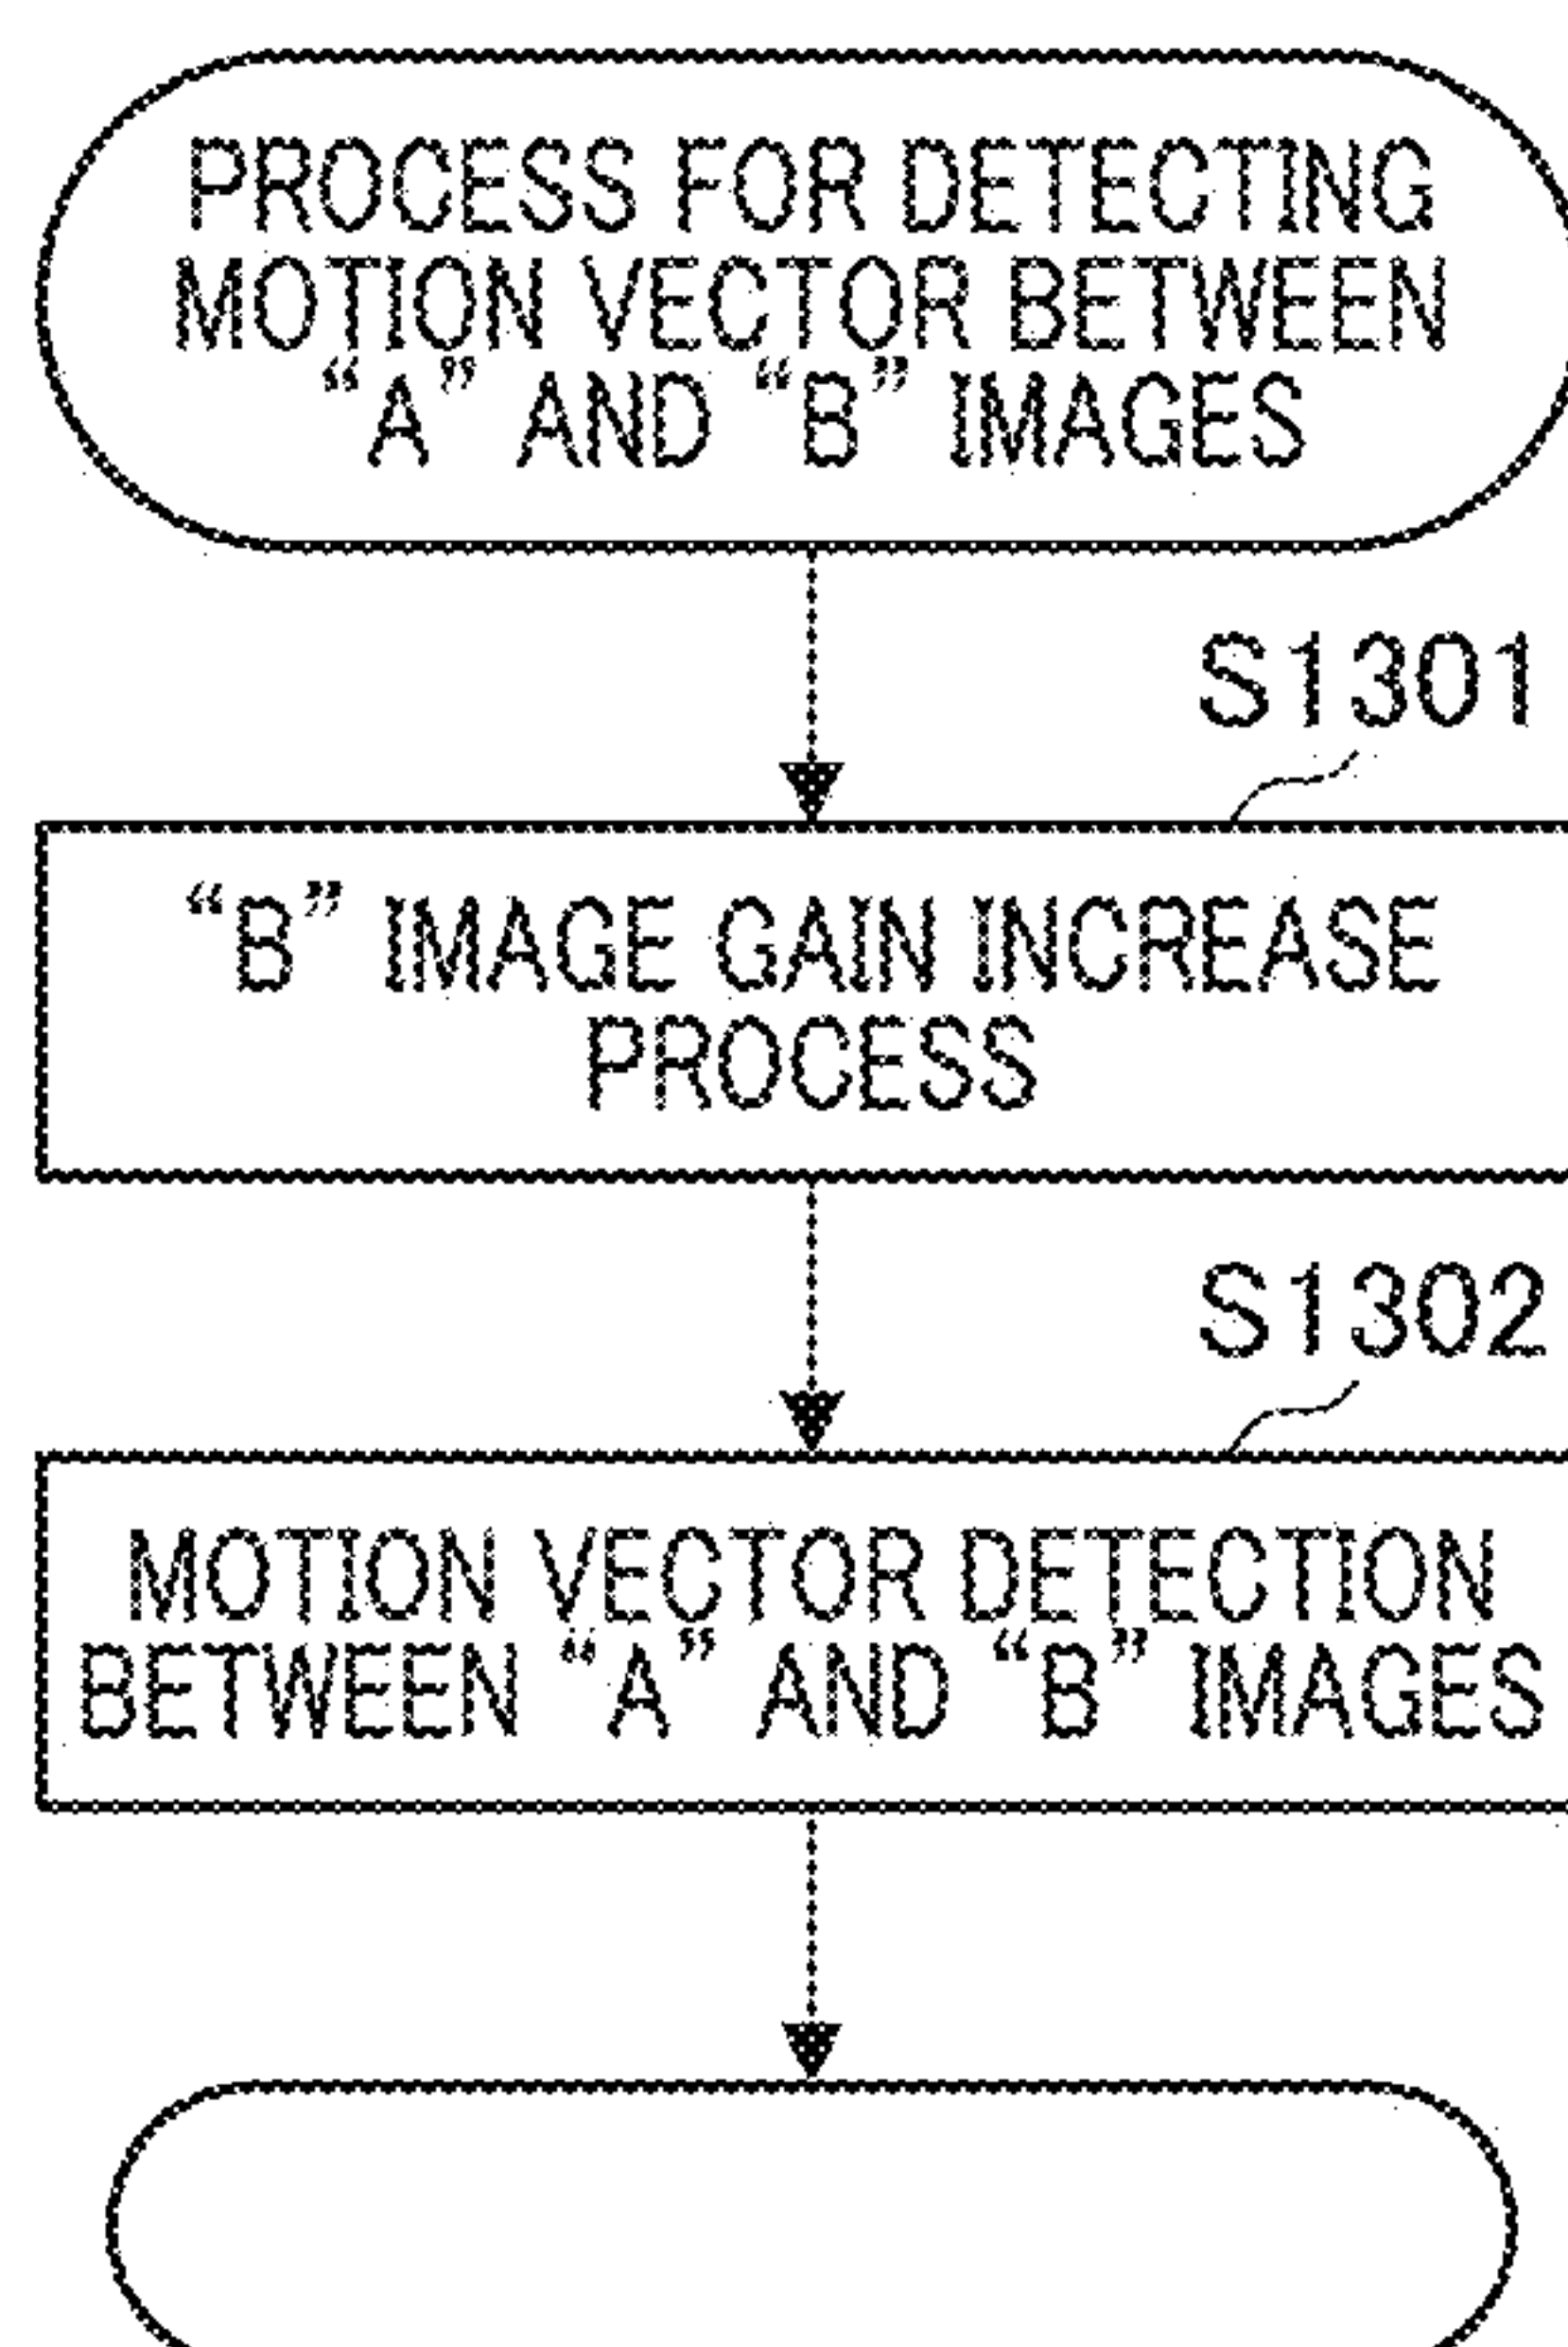 PROCESS FOR DETECTING
MOTION VECTOR BETWEEN
“A” AND “B” IMAGES
S1301
“B” IMAGE GAIN INCREASE
PROCESS
S1302
MOTION VECTOR DETECTION
BETWEEN “A” AND “B” IMAGES